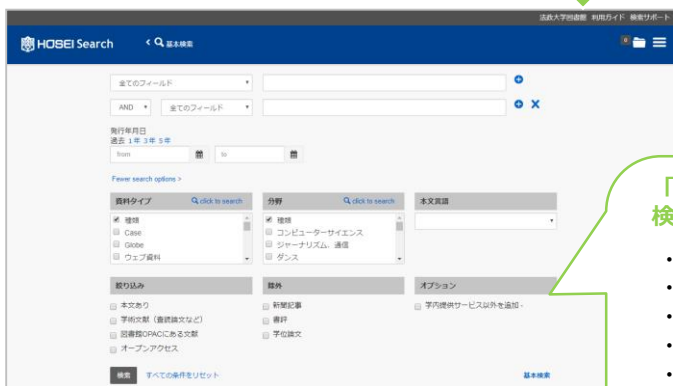 法政大学図書館 利用ガイド 検索サポート
HOSEI Search
< 基本検索
0
全てのフィールド
AND 全てのフィールド
発行年月日
過去 1年 3年 5年
from to
Fewer search options >
資料タイプ click to search 分野 click to search 本文言語
種類 種類
Case コンピューターサイエンス
Globe ジャーナリズム、通信
ウェブ資料 ダンス
絞り込み 除外 オプション
本文あり 新聞記事 学内提供サービス以外を追加 -
学術文献（査読論文など） 書評
図書館OPACにある文献 学位論文
オープンアクセス
検索 すべての条件をリセット 基本検索
「
検
•
•
•
•
•